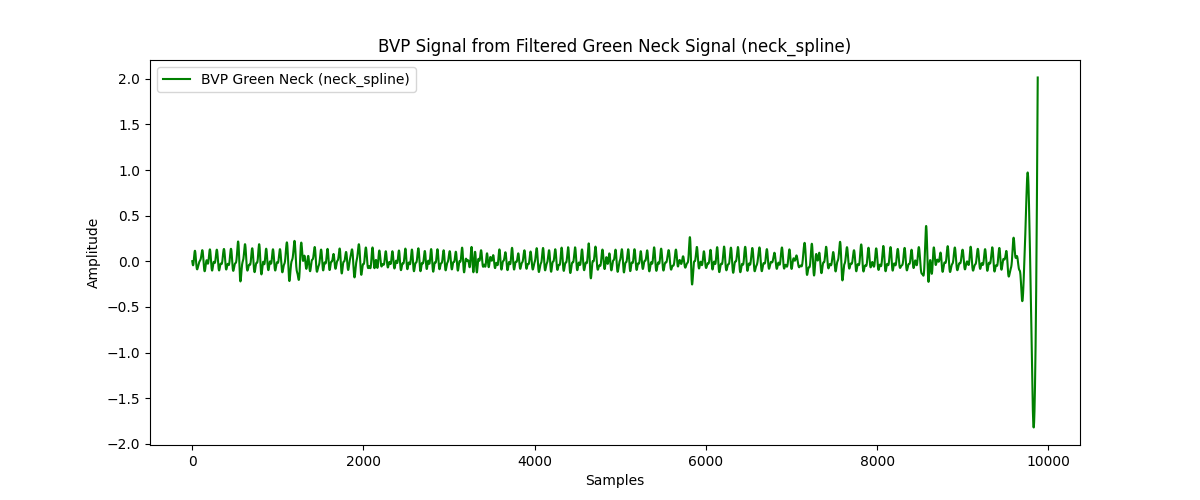 BVP Signal from Filtered Green Neck Signal (neck_spline)
BVP Green Neck (neck_spline)
2.0
1.5
1.0
0.5
0.0
−0.5
−1.0
−1.5
−2.0
Amplitude
0 2000 4000 6000 8000 10000
Samples